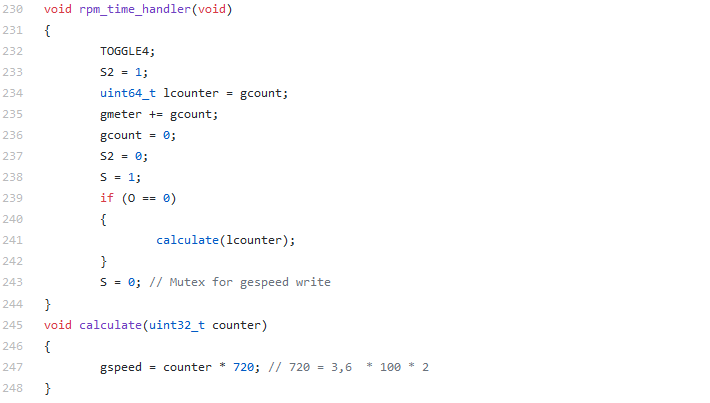 230 void rpm_time_handler(void)
231 {
232 TOGGLE4;
233 S2 = 1;
234 uint64_t lcounter = gcount;
235 gmeter += gcount;
236 gcount = 0;
237 S2 = 0;
238 S = 1;
239 if (O == 0)
240 {
241 calculate(lcounter);
242 }
243 S = 0; // Mutex for gespeed write
244 }
245 void calculate(uint32_t counter)
246 {
247 gspeed = counter * 720; // 720 = 3,6  * 100 * 2
248 }